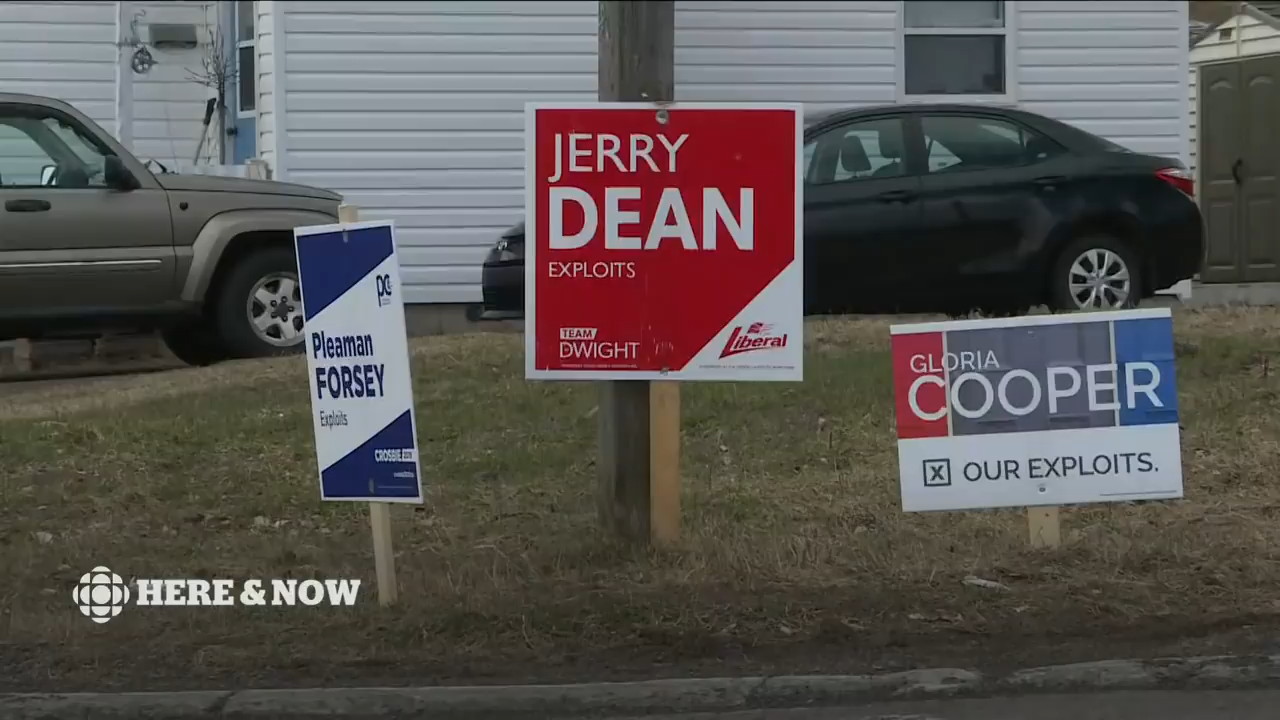 pc
Pleaman
FORSEY
Exploits
CROSBIE
JERRY
DEAN
EXPLOITS
TEAM
DWIGHT
Liberal
GLORIA
COOPER
X OUR EXPLOITS.
HERE & NOW